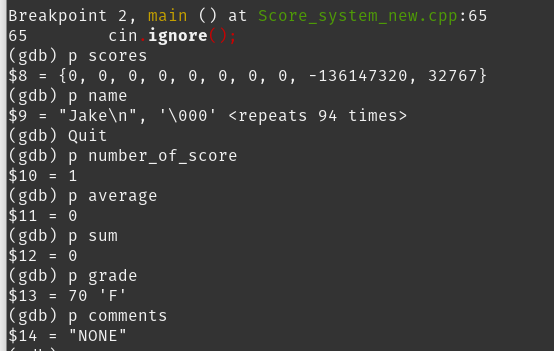 Breakpoint 2, main () at Score_system_new.cpp:65
65 cin.ignore();
(gdb) p scores
$8 = {0, 0, 0, 0, 0, 0, 0, 0, -136147320, 32767}
(gdb) p name
$9 = "Jake\n", '\000' <repeats 94 times>
(gdb) Quit
(gdb) p number_of_score
$10 = 1
(gdb) p average
$11 = 0
(gdb) p sum
$12 = 0
(gdb) p grade
$13 = 70 'F'
(gdb) p comments
$14 = "NONE"